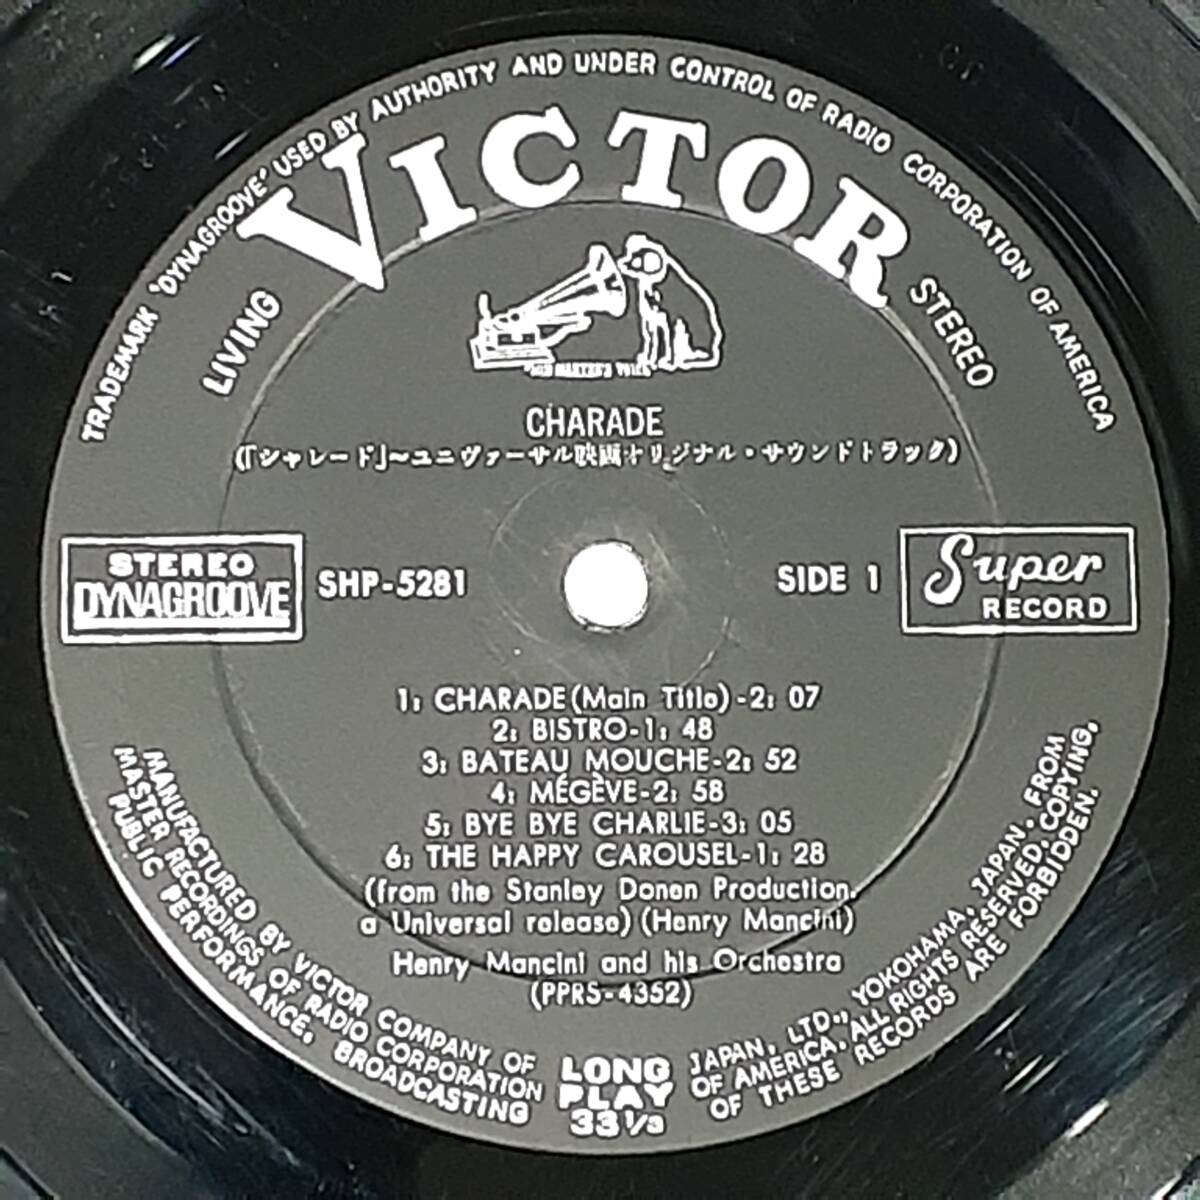 TRADEMARK 'DYNAGROOVE' USED BY AUTHORITY AND UNDER CONTROL OF RADIO CORPORATION OF AMERICA
LIVING
VICTOR
STEREO
"HIS MASTER'S VOICE"
CHARADE
(「シャレード」~ユニヴァーサル映画オリジナル・サウンドトラック)
STEREO
DYNAGROOVE
SHP-5281
SIDE 1
Super
RECORD
1: CHARADE (Main Title)-2: 07
2: BISTRO-1: 48
3: BATEAU MOUCHE-2: 52
4: MÉGÈVE-2: 58
5: BYE BYE CHARLIE-3: 05
6: THE HAPPY CAROUSEL-1: 28
(from the Stanley Donen Production,
a Universal release) (Henry Mancini)
Henry Mancini and his Orchestra
(PPRS-4352)
MANUFACTURED BY VICTOR COMPANY OF JAPAN, LTD., YOKOHAMA, JAPAN. FROM
MASTER RECORDINGS OF RADIO CORPORATION OF AMERICA. ALL RIGHTS RESERVED. COPYING,
PUBLIC PERFORMANCE, BROADCASTING OF THESE RECORDS ARE FORBIDDEN.
LONG
PLAY
33 1/3